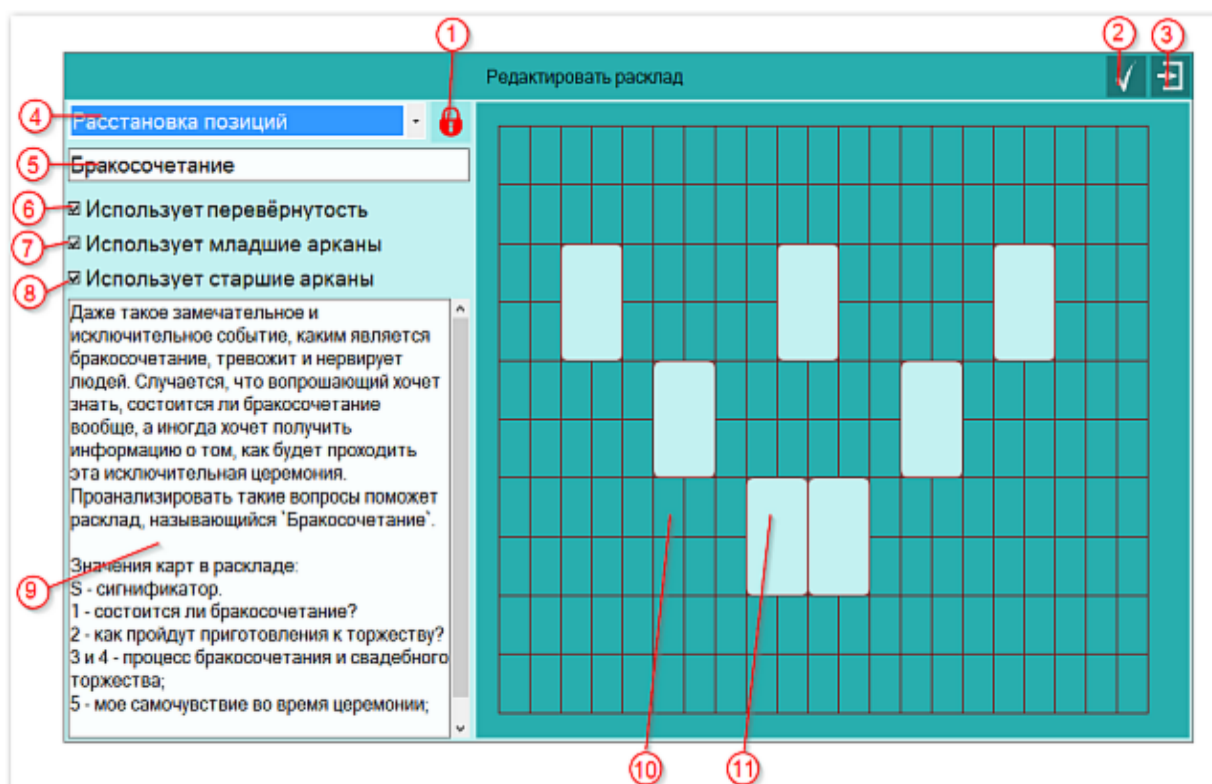 1
2
3
Редактировать расклад
4
Расстановка позиций
5
Бракосочетание
6
Использует перевёрнутость
7
Использует младшие арканы
8
Использует старшие арканы
Даже такое замечательное и
исключительное событие, каким является
бракосочетание, тревожит и нервирует
людей. Случается, что вопрошающий хочет
знать, состоится ли бракосочетание
вообще, а иногда хочет получить
информацию о том, как будет проходить
эта исключительная церемония.
Проанализировать такие вопросы поможет
расклад, называющийся `Бракосочетание`.
9
Значения карт в раскладе:
S - сигнификатор.
1 - состоится ли бракосочетание?
2 - как пройдут приготовления к торжеству?
3 и 4 - процесс бракосочетания и свадебного
торжества;
5 - мое самочувствие во время церемонии;
10
11